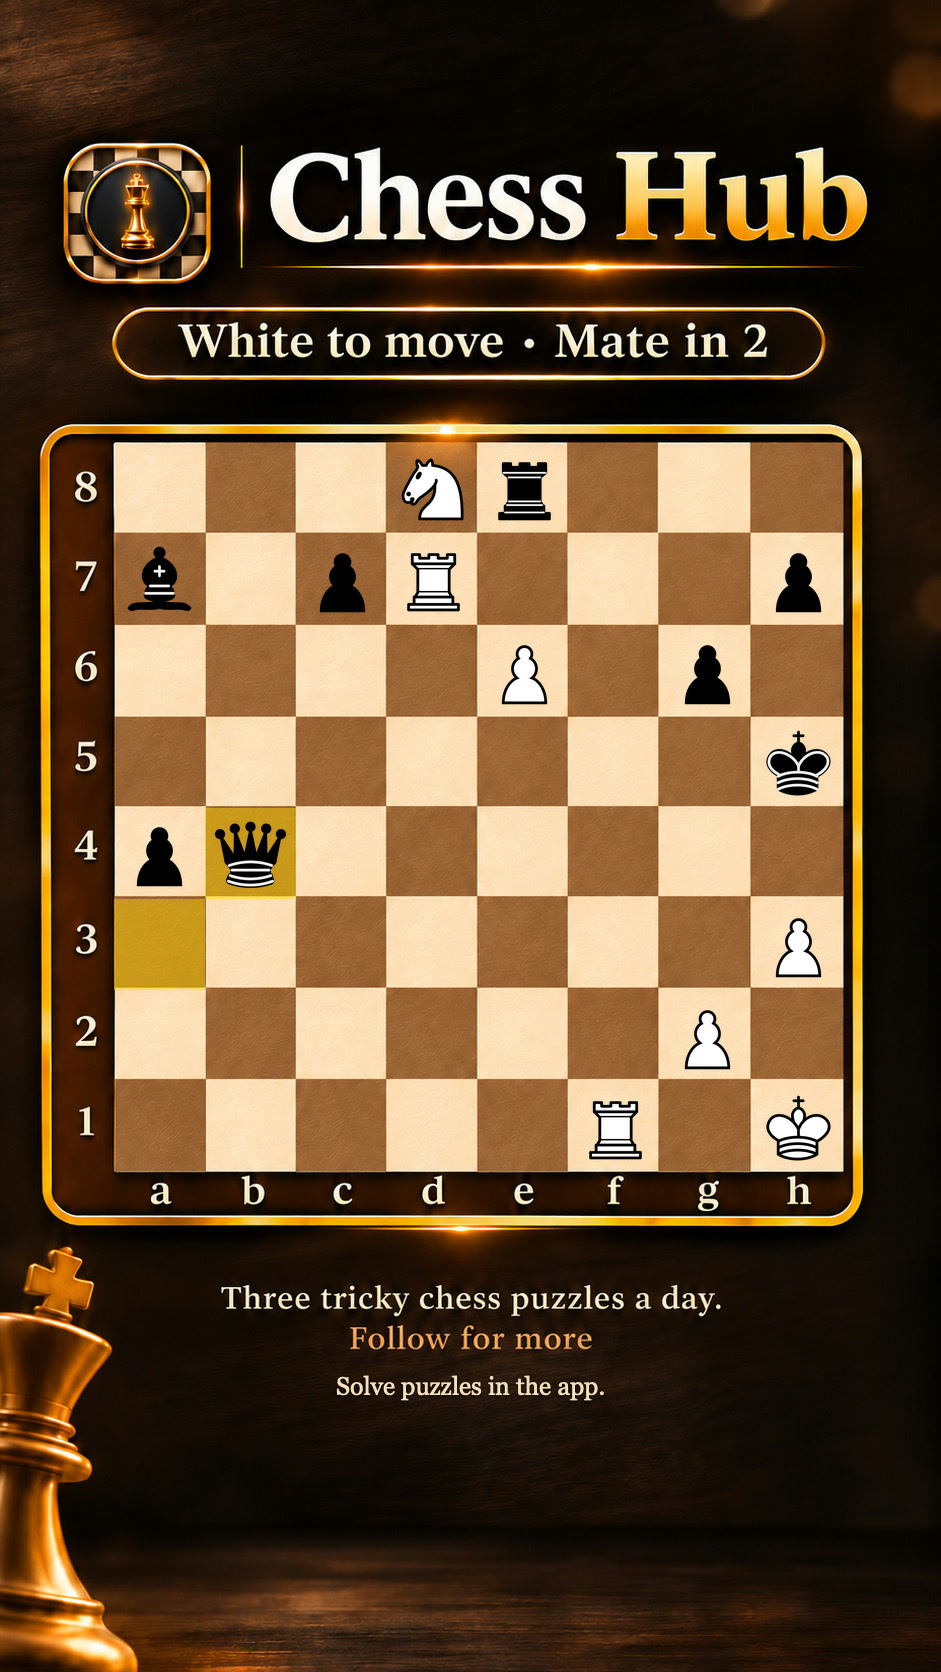 Chess Hub
White to move • Mate in 2
8
7
6
5
4
3
2
1
a b c d e f g h
Three tricky chess puzzles a day.
Follow for more
Solve puzzles in the app.